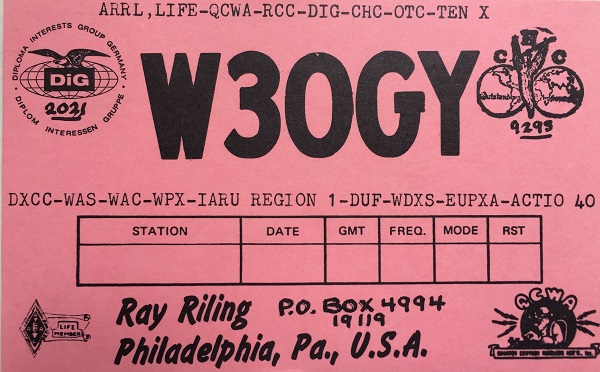 ARRL,LIFE-QCWA-RCC-DIG-CHC-OTC-TEN X
DIPLOMA INTERESTS GROUP GERMANY
DIG
2031
DIPLOM INTERESSEN GRUPPE
W3OGY
C H C
9293
DXCC-WAS-WAC-WPX-IARU REGION 1-DUF-WDXS-EUPXA-ACTIO 40
STATION DATE GMT FREQ. MODE RST
LIFE
MEMBER
Ray Riling P.O. BOX 4994
19119
Philadelphia, Pa., U.S.A.
QCWA